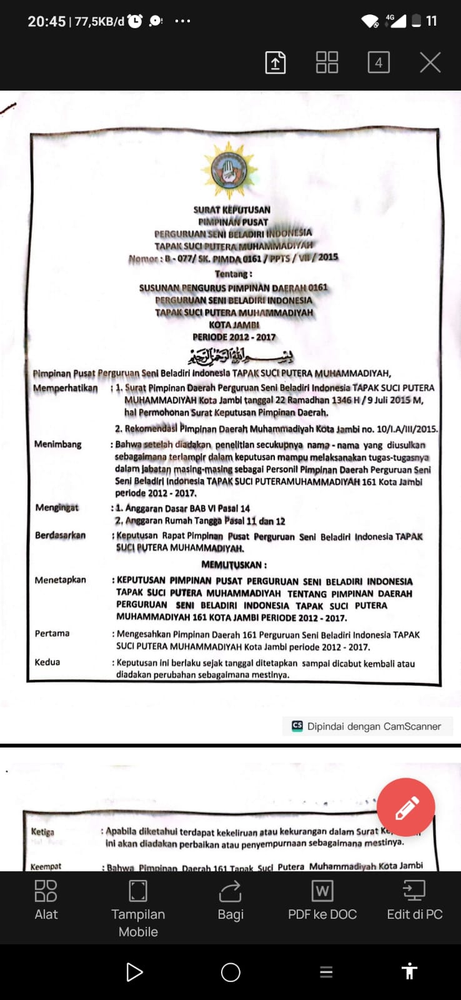 20:45 | 77,5KB/d
4G
11
4
SURAT KEPUTUSAN
PIMPINAN PUSAT
PERGURUAN SENI BELADIRI INDONESIA
TAPAK SUCI PUTERA MUHAMMADIYAH
Nomor : B - 077/ SK. PIMDA 0161 / PPTS / VII / 2015
Tentang :
SUSUNAN PENGURUS PIMPINAN DAERAH 0161
PERGURUAN SENI BELADIRI INDONESIA
TAPAK SUCI PUTERA MUHAMMADIYAH
KOTA JAMBI
PERIODE 2012 - 2017
بسم الله الرحمن الرحيم
Pimpinan Pusat Perguruan Seni Beladiri Indonesia TAPAK SUCI PUTERA MUHAMMADIYAH,
Memperhatikan : 1. Surat Pimpinan Daerah Perguruan Seni Beladiri Indonesia TAPAK SUCI PUTERA
MUHAMMADIYAH Kota Jambi tanggal 22 Ramadhan 1346 H / 9 Juli 2015 M,
hal Permohonan Surat Keputusan Pimpinan Daerah.
2. Rekomendasi Pimpinan Daerah Muhammadiyah Kota Jambi no. 10/I.A/III/2015.
Menimbang : Bahwa setelah diadakan penelitian secukupnya nama - nama yang diusulkan
sebagaimana terlampir dalam keputusan mampu melaksanakan tugas-tugasnya
dalam jabatan masing-masing sebagai Personil Pimpinan Daerah Perguruan Seni
Seni Beladiri Indonesia TAPAK SUCI PUTERAMUHAMMADIYAH 161 Kota Jambi
periode 2012 - 2017.
Mengingat : 1. Anggaran Dasar BAB VI Pasal 14
2. Anggaran Rumah Tangga Pasal 11 dan 12
Berdasarkan : Keputusan Rapat Pimpinan Pusat Perguruan Seni Beladiri Indonesia TAPAK
SUCI PUTERA MUHAMMADIYAH.
MEMUTUSKAN :
Menetapkan : KEPUTUSAN PIMPINAN PUSAT PERGURUAN SENI BELADIRI INDONESIA
TAPAK SUCI PUTERA MUHAMMADIYAH TENTANG PIMPINAN DAERAH
PERGURUAN SENI BELADIRI INDONESIA TAPAK SUCI PUTERA
MUHAMMADIYAH 161 KOTA JAMBI PERIODE 2012 - 2017.
Pertama : Mengesahkan Pimpinan Daerah 161 Perguruan Seni Beladiri Indonesia TAPAK
SUCI PUTERA MUHAMMADIYAH Kota Jambi periode 2012 - 2017.
Kedua : Keputusan ini berlaku sejak tanggal ditetapkan sampai dicabut kembali atau
diadakan perubahan sebagaimana mestinya.
CS Dipindai dengan CamScanner
Ketiga : Apabila diketahui terdapat kekeliruan atau kekurangan dalam Surat
ini akan diadakan perbaikan atau penyempurnaan sebagaimana mestinya.
Keempat : Bahwa Pimpinan Daerah 161 Tapak Suci Putera Muhammadiyah Kota Jambi
Alat
Tampilan Mobile
Bagi
W
PDF ke DOC
Edit di PC